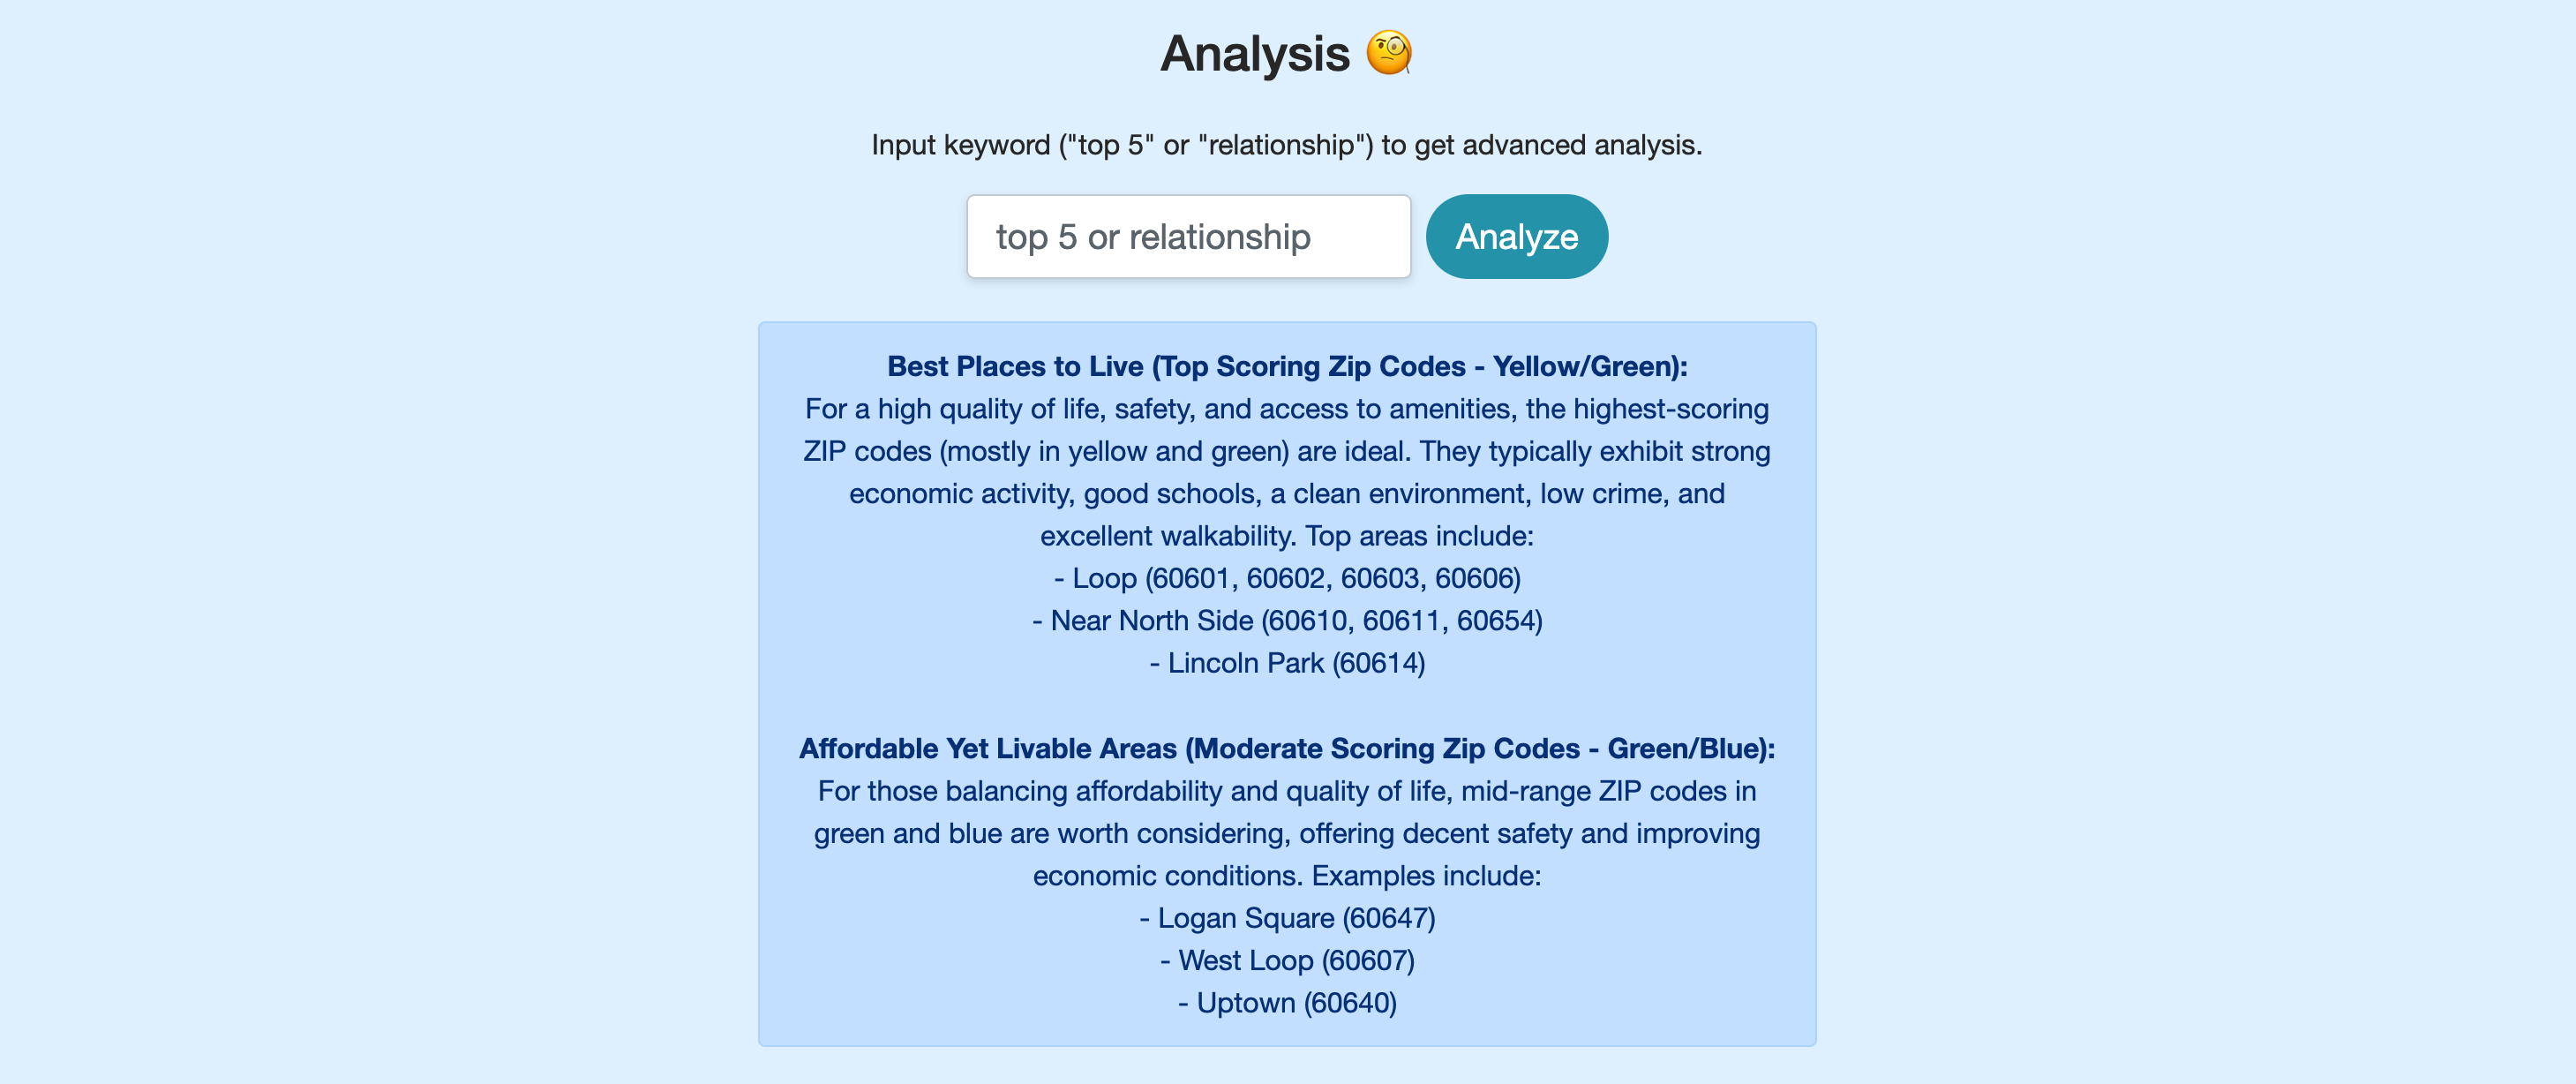 Analysis 🧐
Input keyword ("top 5" or "relationship") to get advanced analysis.
top 5 or relationship
Analyze
Best Places to Live (Top Scoring Zip Codes - Yellow/Green):
For a high quality of life, safety, and access to amenities, the highest-scoring
ZIP codes (mostly in yellow and green) are ideal. They typically exhibit strong
economic activity, good schools, a clean environment, low crime, and
excellent walkability. Top areas include:
- Loop (60601, 60602, 60603, 60606)
- Near North Side (60610, 60611, 60654)
- Lincoln Park (60614)
Affordable Yet Livable Areas (Moderate Scoring Zip Codes - Green/Blue):
For those balancing affordability and quality of life, mid-range ZIP codes in
green and blue are worth considering, offering decent safety and improving
economic conditions. Examples include:
- Logan Square (60647)
- West Loop (60607)
- Uptown (60640)